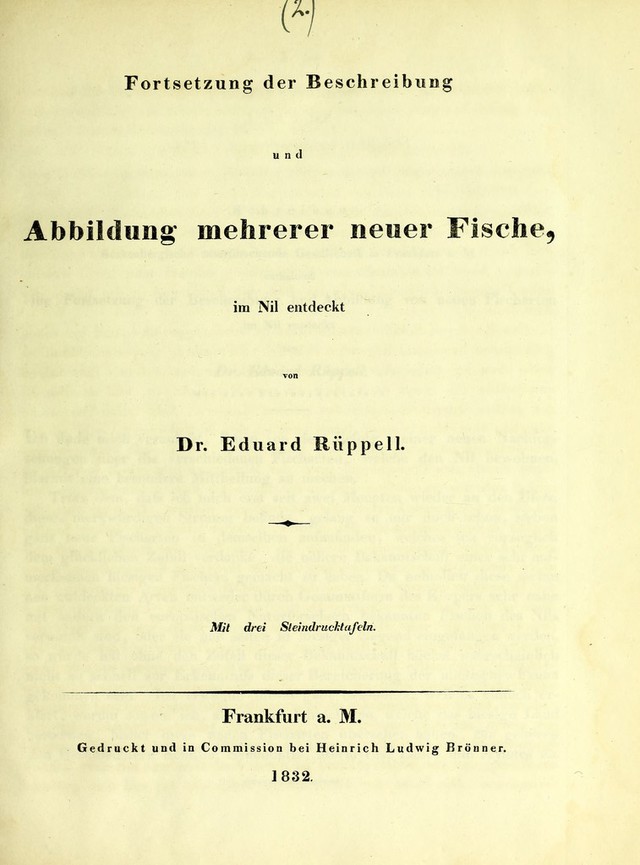 (2.)
Fortsetzung der Beschreibung
und
Abbildung mehrerer neuer Fische,
im Nil entdeckt
von
Dr. Eduard Rüppell.
Mit drei Steindrucktafeln.
Frankfurt a. M.
Gedruckt und in Commission bei Heinrich Ludwig Brönner.
1832.